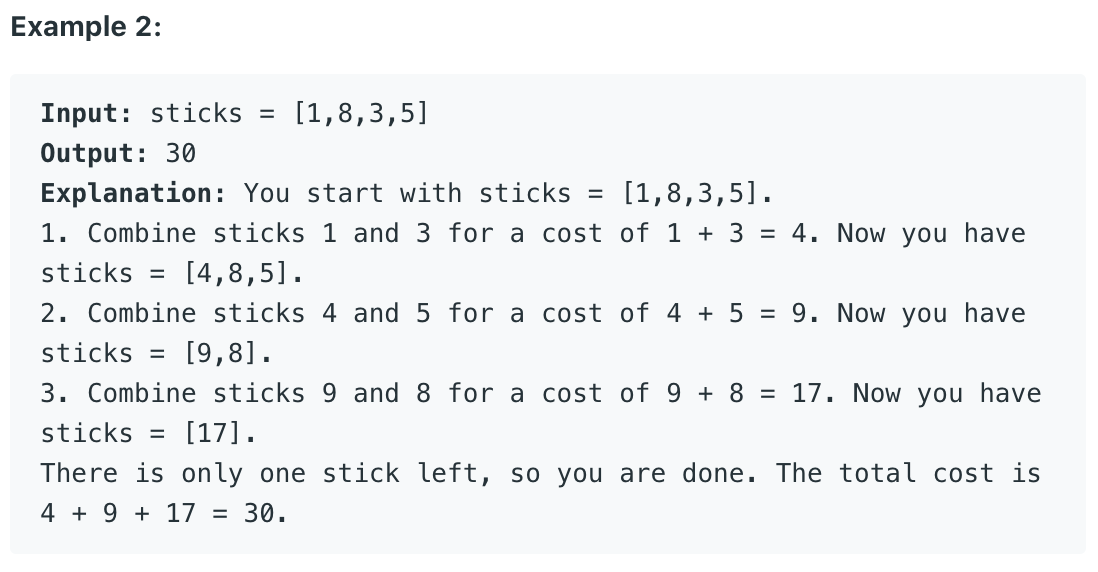 Example 2:
Input: sticks = [1,8,3,5]
Output: 30
Explanation: You start with sticks = [1,8,3,5].
1. Combine sticks 1 and 3 for a cost of 1 + 3 = 4. Now you have
sticks = [4,8,5].
2. Combine sticks 4 and 5 for a cost of 4 + 5 = 9. Now you have
sticks = [9,8].
3. Combine sticks 9 and 8 for a cost of 9 + 8 = 17. Now you have
sticks = [17].
There is only one stick left, so you are done. The total cost is
4 + 9 + 17 = 30.